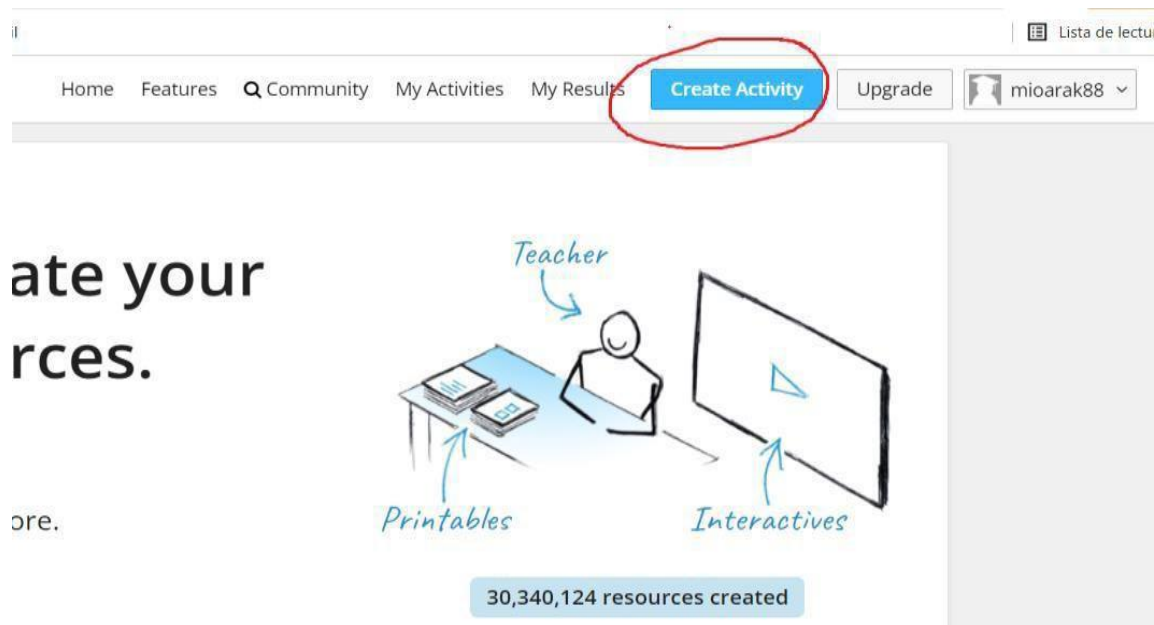 Lista de
Home Features Community My Activities My Results Create Activity Upgrade mioarak88
ate your
rces.
Teacher
ore.
Printables
Interactives
30,340,124 resources created